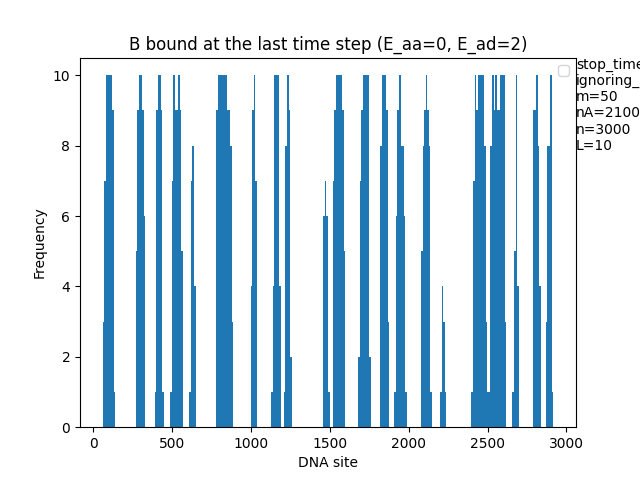 B bound at the last time step (E_aa=0, E_ad=2)
stop_time
ignoring_
m=50
nA=2100
n=3000
L=10
10
8
6
4
2
0
Frequency
0 500 1000 1500 2000 2500 3000
DNA site